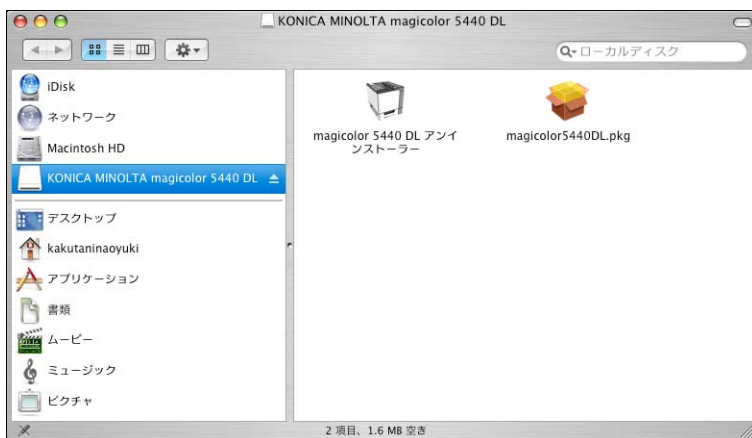 KONICA MINOLTA magicolor 5440 DL
ローカルディスク
iDisk
ネットワーク
Macintosh HD
KONICA MINOLTA magicolor 5440 DL
デスクトップ
kakutaninaoyuki
アプリケーション
書類
ムービー
ミュージック
ピクチャ
magicolor 5440 DL アンイ
ンストーラー
magicolor5440DL.pkg
2 項目、1.6 MB 空き